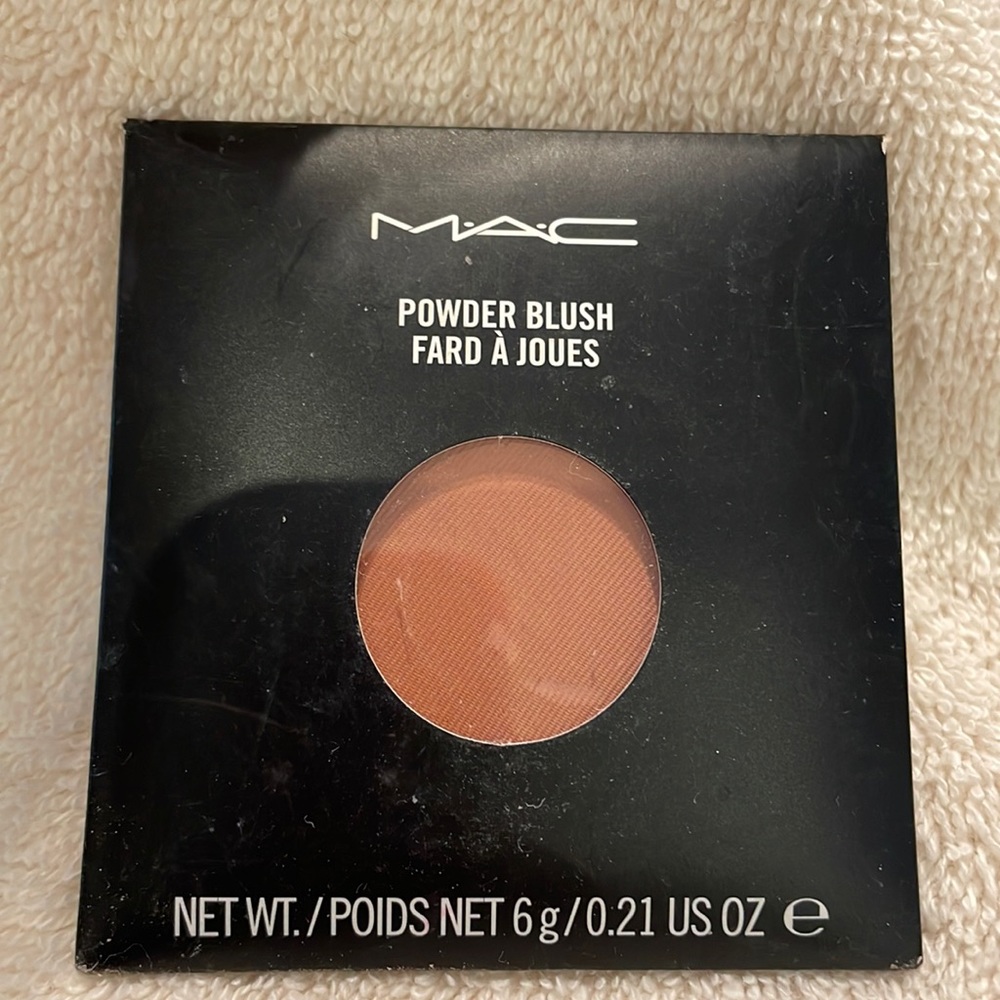 M·A·C
POWDER BLUSH
FARD À JOUES
NET WT. / POIDS NET 6 g / 0.21 US OZ ℮